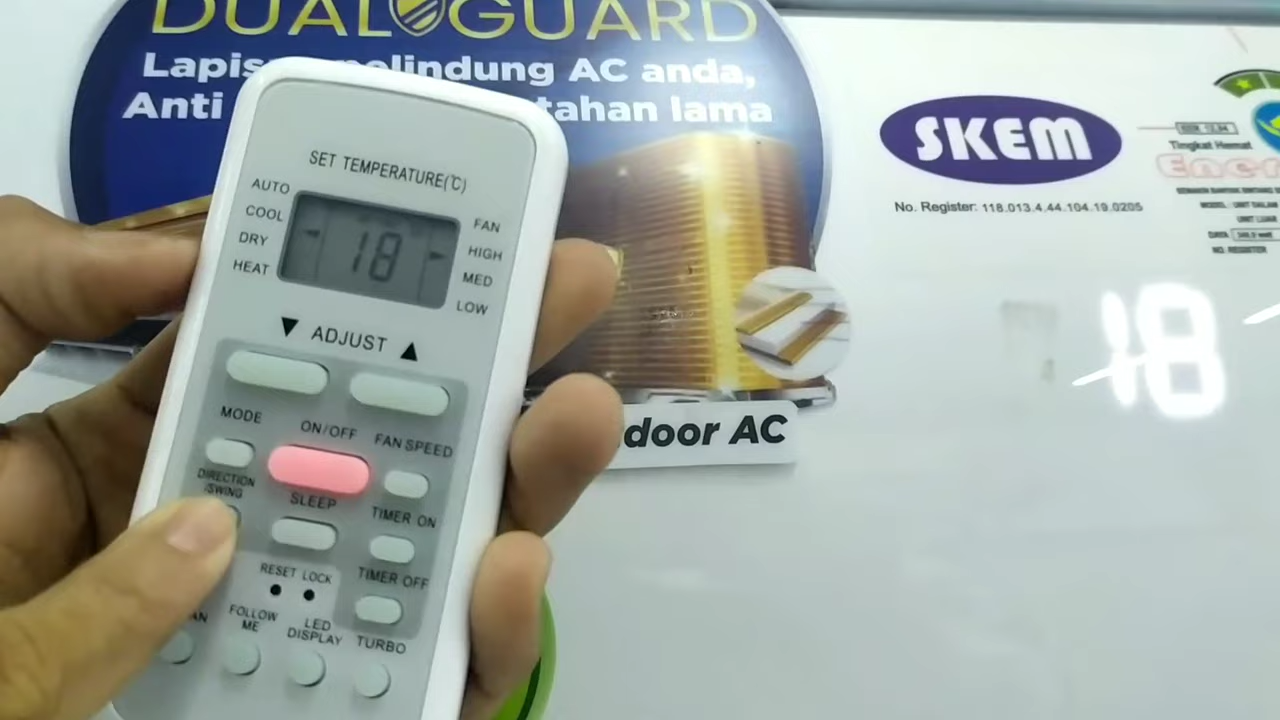 DUAL GUARD
AC anda,
Anti tahan lama
door AC
SKEM
No. Register: 118.013.4.44.104.19.0205
Tingkat Hemat
18
SET TEMPERATURE(°C)
AUTO
COOL
DRY
HEAT
18
FAN
HIGH
MED
LOW
▼ ADJUST ▲
MODE
ON/OFF
FAN SPEED
DIRECTION
/SWING
SLEEP
TIMER ON
RESET LOCK
TIMER OFF
FOLLOW
ME
LED
DISPLAY
TURBO